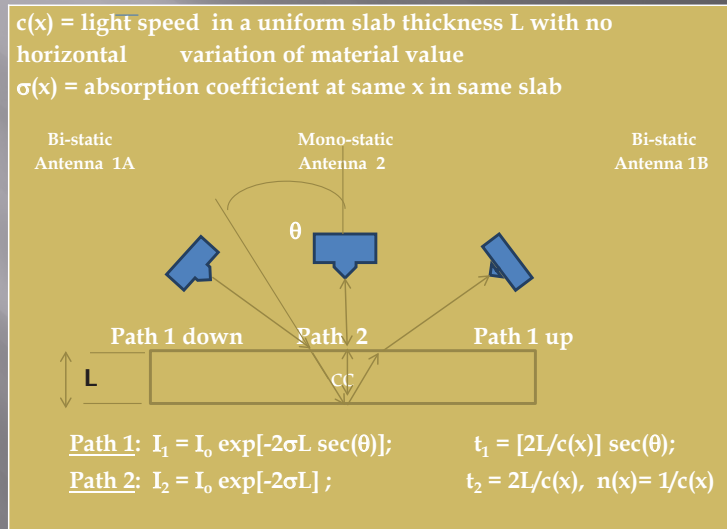 c(x) = light speed in a uniform slab thickness L with no
horizontal variation of material value
σ(x) = absorption coefficient at same x in same slab
Bi-static Mono-static Bi-static
Antenna 1A Antenna 2 Antenna 1B
θ
Path 1 down Path 2 Path 1 up
L
CC
Path 1: I₁ = Iₒ exp[-2σL sec(θ)]; t₁ = [2L/c(x)] sec(θ);
Path 2: I₂ = Iₒ exp[-2σL] ; t₂ = 2L/c(x), n(x)= 1/c(x)